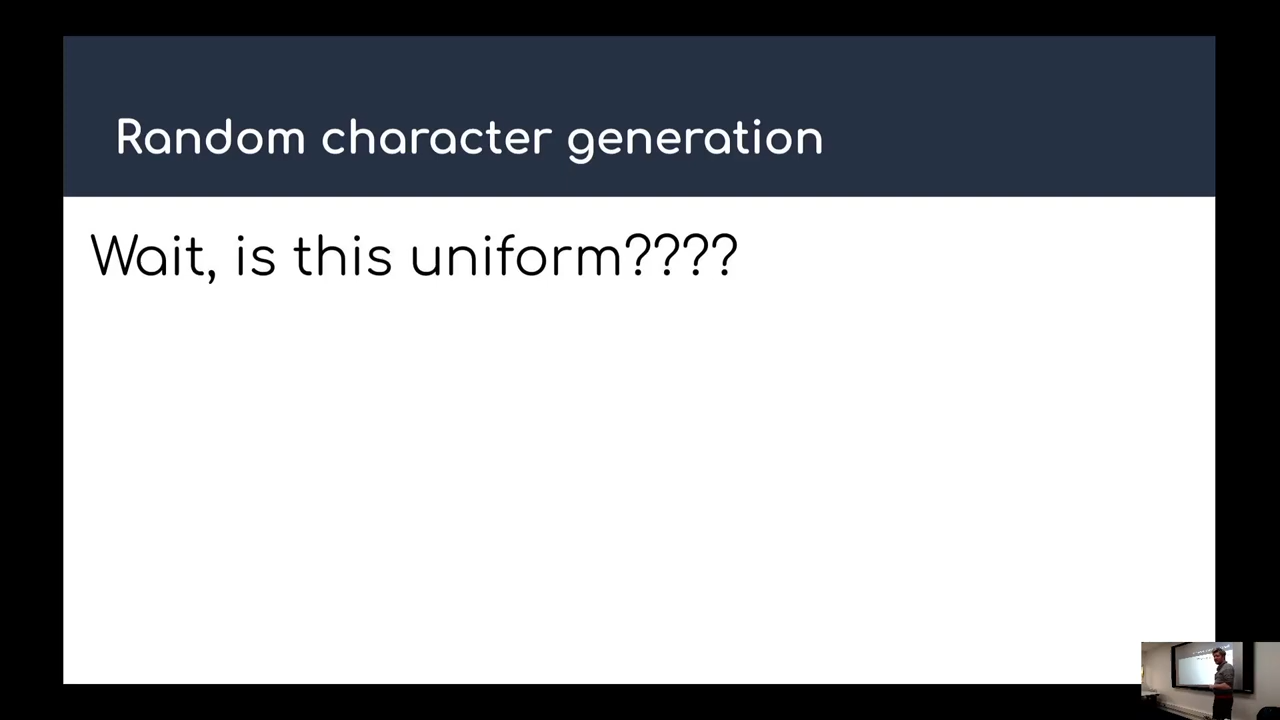 Random character generation
Wait, is this uniform????